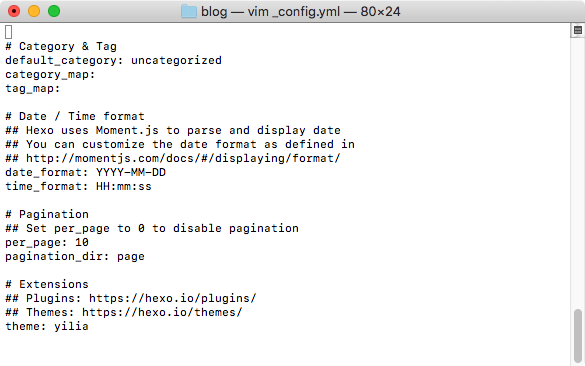 blog — vim _config.yml — 80×24
# Category & Tag
default_category: uncategorized
category_map:
tag_map:
# Date / Time format
## Hexo uses Moment.js to parse and display date
## You can customize the date format as defined in
## http://momentjs.com/docs/#/displaying/format/
date_format: YYYY-MM-DD
time_format: HH:mm:ss
# Pagination
## Set per_page to 0 to disable pagination
per_page: 10
pagination_dir: page
# Extensions
## Plugins: https://hexo.io/plugins/
## Themes: https://hexo.io/themes/
theme: yilia